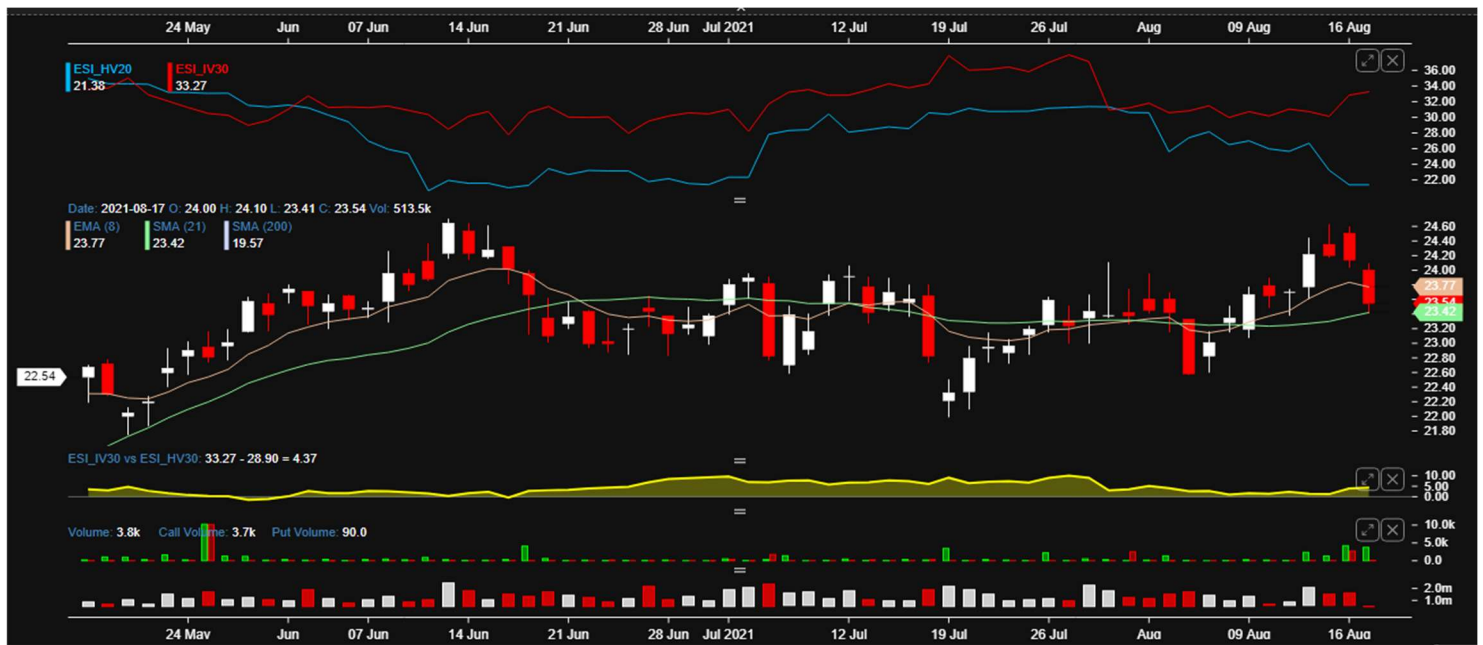 24 May Jun 07 Jun 14 Jun 21 Jun 28 Jun Jul 2021 12 Jul 19 Jul 26 Jul Aug 09 Aug 16 Aug
ESI_HV20 ESI_IV30
21.38 33.27
36.00
34.00
32.00
30.00
28.00
26.00
24.00
22.00
Date: 2021-08-17 O: 24.00 H: 24.10 L: 23.41 C: 23.54 Vol: 513.5k
EMA (8) SMA (21) SMA (200)
23.77 23.42 19.57
24.60
24.40
24.20
24.00
23.77
23.54
23.42
23.20
23.00
22.80
22.60
22.54
22.40
22.20
22.00
21.80
ESI_IV30 vs ESI_HV30: 33.27 - 28.90 = 4.37
10.00
5.00
0.00
Volume: 3.8k Call Volume: 3.7k Put Volume: 90.0
10.0k
5.0k
0.0
2.0m
1.0m
24 May Jun 07 Jun 14 Jun 21 Jun 28 Jun Jul 2021 12 Jul 19 Jul 26 Jul Aug 09 Aug 16 Aug